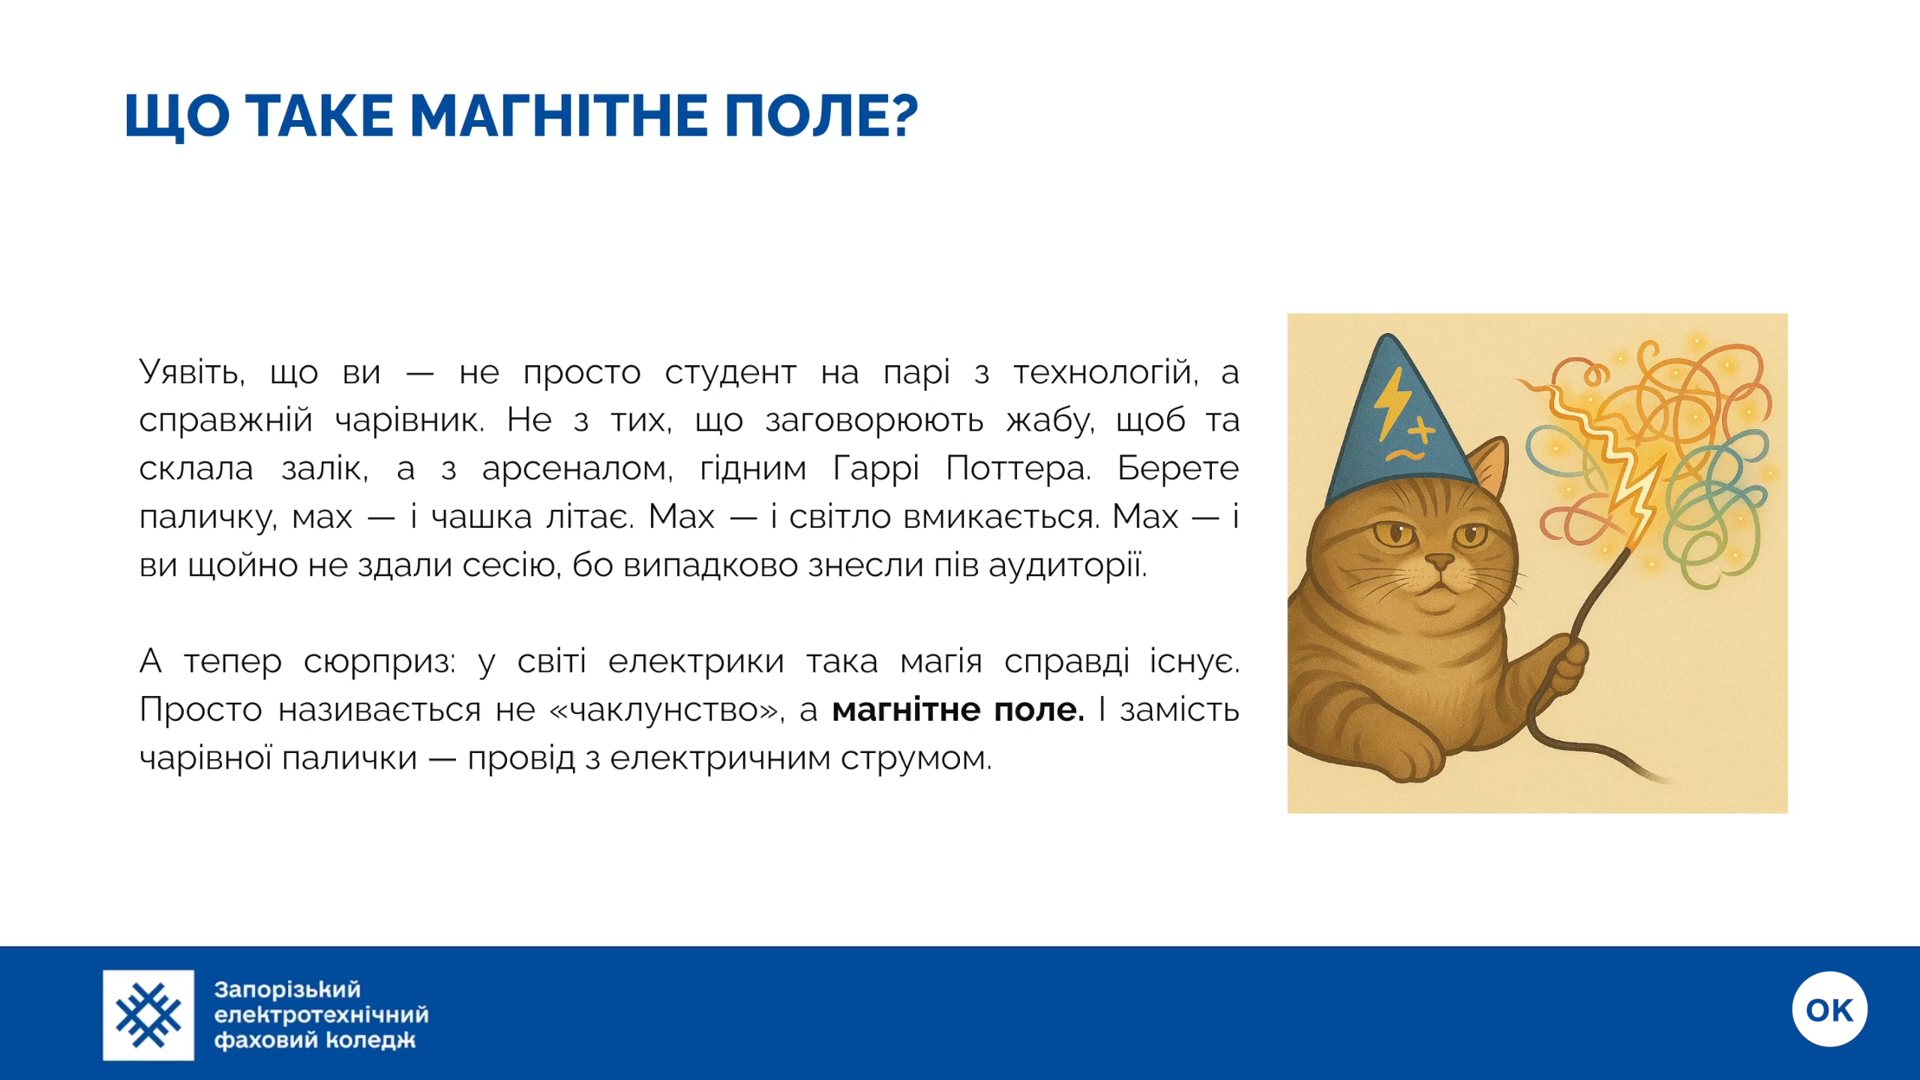 ЩО ТАКЕ МАГНІТНЕ ПОЛЕ?
Уявіть, що ви — не просто студент на парі з технологій, а
справжній чарівник. Не з тих, що заговорюють жабу, щоб та
склала залік, а з арсеналом, гідним Гаррі Поттера. Берете
паличку, мах — і чашка літає. Мах — і світло вмикається. Мах — і
ви щойно не здали сесію, бо випадково знесли пів аудиторії.
А тепер сюрприз: у світі електрики така магія справді існує.
Просто називається не «чаклунство», а магнітне поле. І замість
чарівної палички — провід з електричним струмом.
Запорізький
електротехнічний
фаховий коледж
ОК